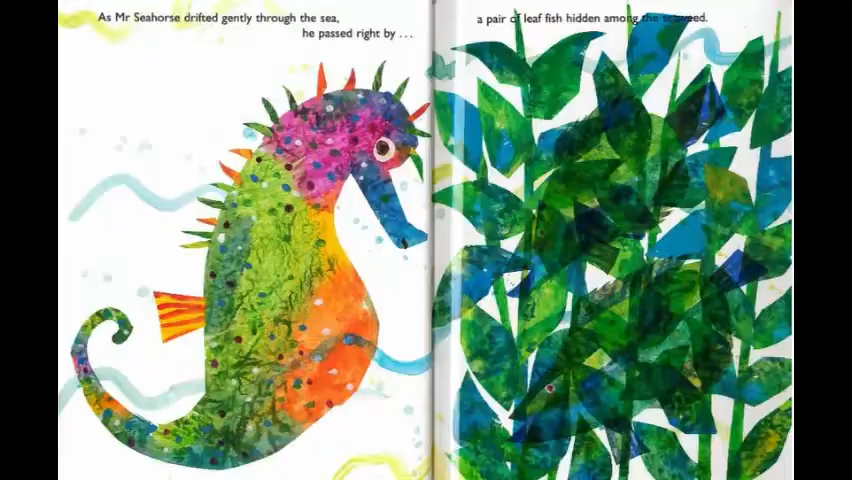 As Mr Seahorse drifted gently through the sea,
he passed right by ...
a pair of leaf fish hidden among the seaweed.